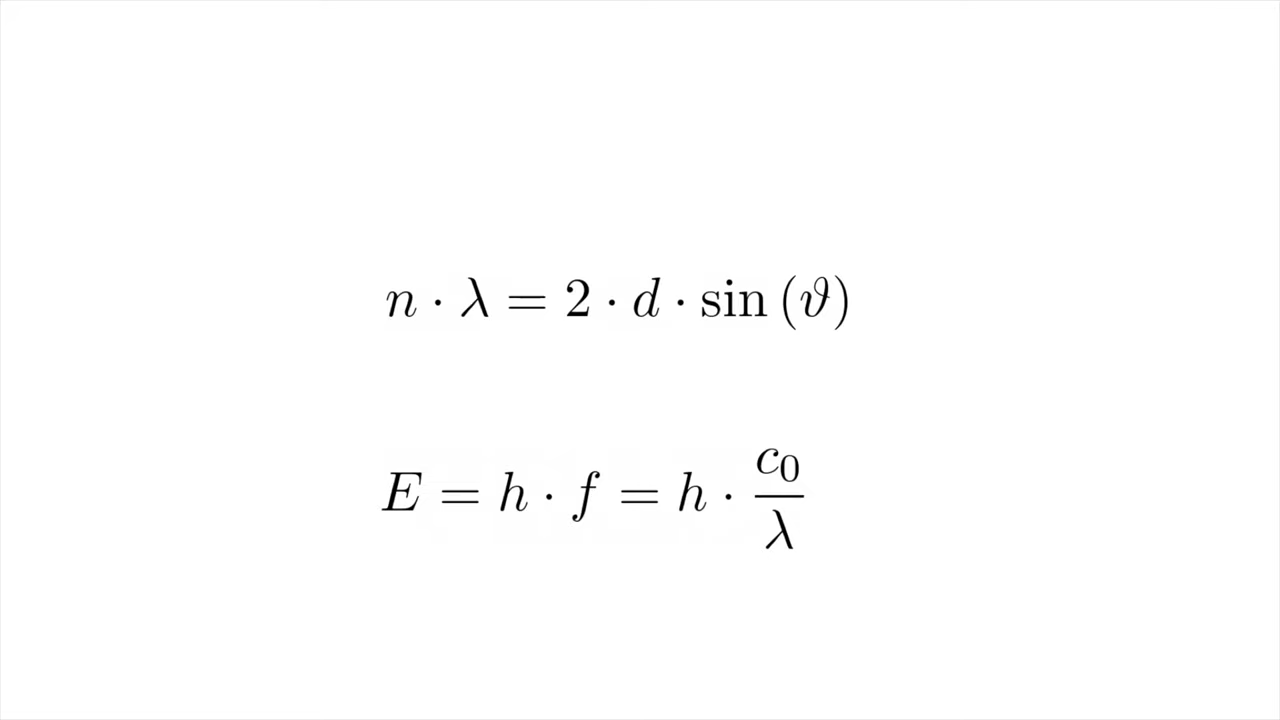 n · λ = 2 · d · sin (ϑ)
E = h · f = h · c₀/λ